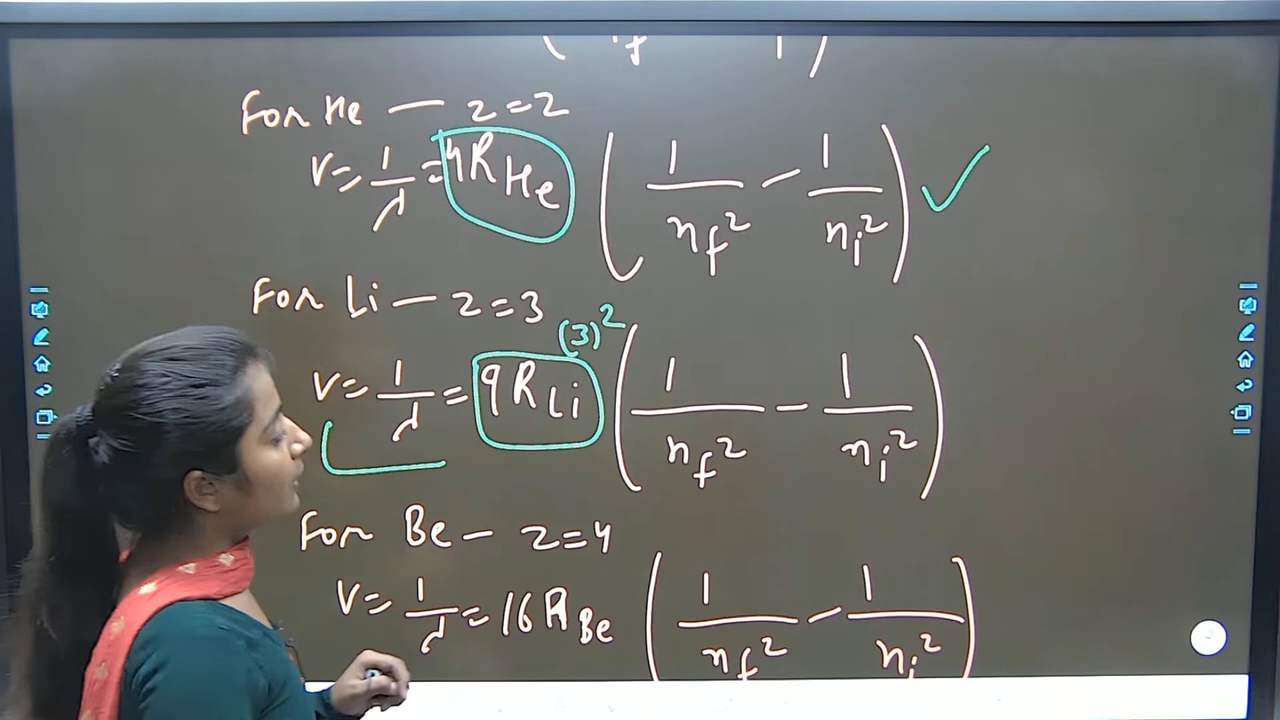 For He — z=2
ν=1/λ=4R_He (1/n_f² − 1/n_i²) ✓
For Li — z=3
(3)²
ν=1/λ=9R_Li (1/n_f² − 1/n_i²)
For Be − z=4
ν=1/λ=16R_Be (1/n_f² − 1/n_i²)